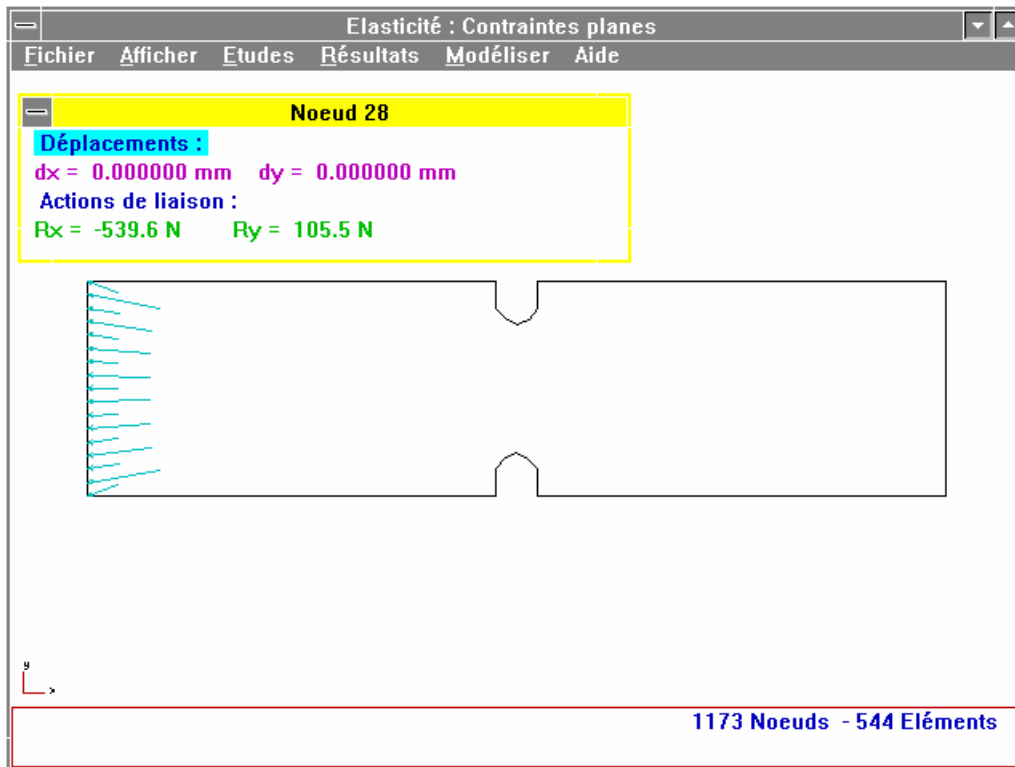 Elasticité : Contraintes planes
Fichier Afficher Etudes Résultats Modéliser Aide
Noeud 28
Déplacements :
dx = 0.000000 mm dy = 0.000000 mm
Actions de liaison :
Rx = -539.6 N Ry = 105.5 N
y
x
1173 Noeuds - 544 Eléments